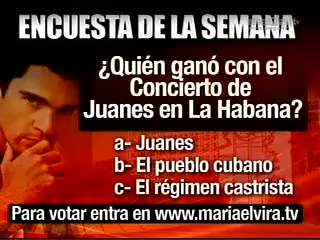 ENCUESTA DE LA SEMANA
¿Quién ganó con el
Concierto de
Juanes en La Habana?
a- Juanes
b- El pueblo cubano
c- El régimen castrista
Para votar entra en www.mariaelvira.tv